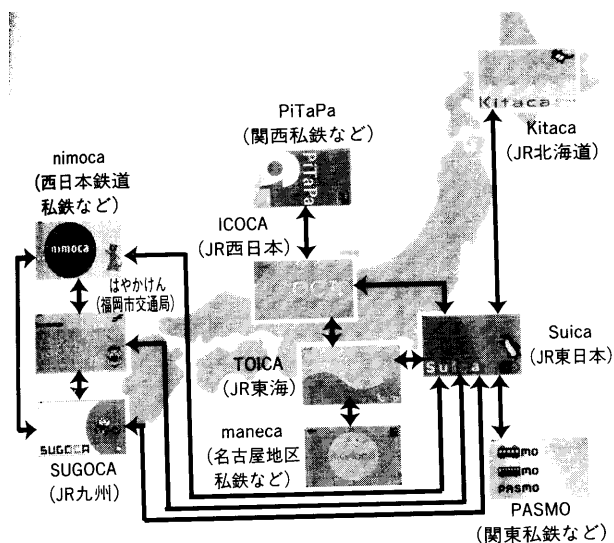 Kitaca
Kitaca
(JR北海道)
PiTaPa
(関西私鉄など)
PiTaPa
nimoca
(西日本鉄道
私鉄など)
nimoca
ICOCA
(JR西日本)
はやかけん
(福岡市交通局)
Suica
Suica
(JR東日本)
TOICA
(JR東海)
SUGOCA
SUGOCA
(JR九州)
maneca
(名古屋地区
私鉄など)
PASMO
PASMO
(関東私鉄など)